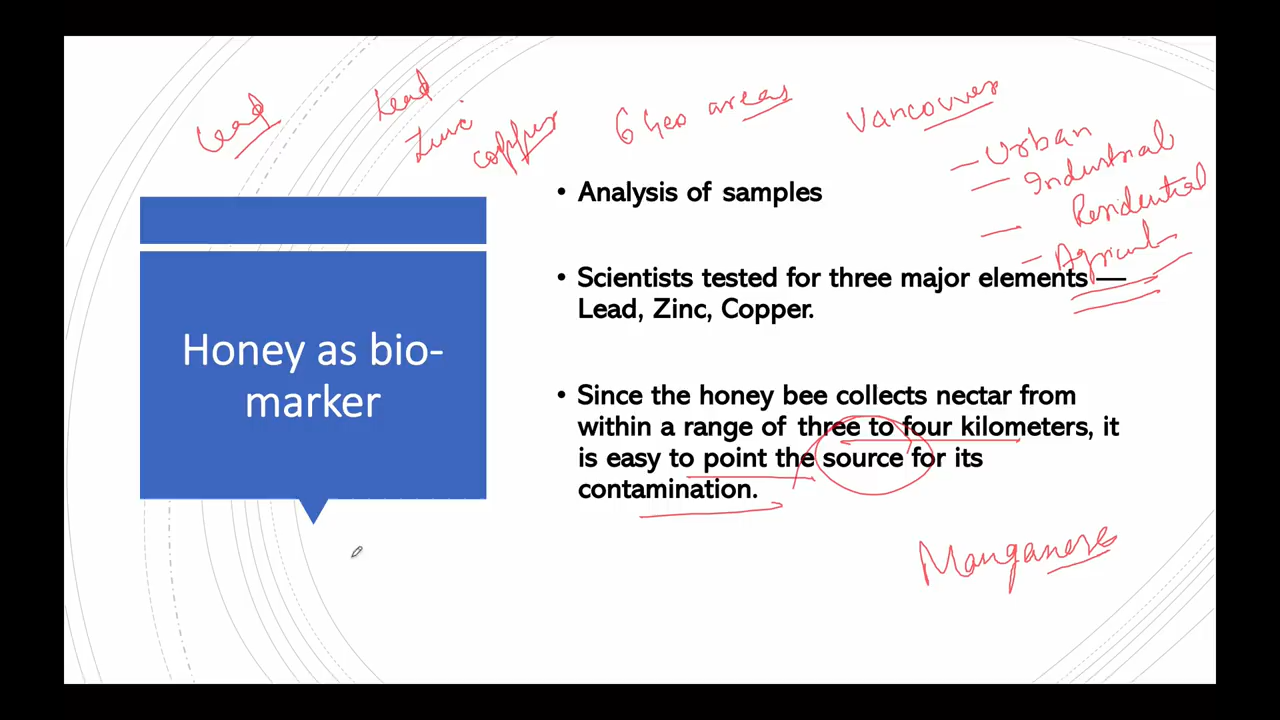 Lead
Lead
Zinc
copper
6 Geo areas
Vancouver
- Urban
- Industrial
- Residential
- Agricult
• Analysis of samples
• Scientists tested for three major elements —
Lead, Zinc, Copper.
Honey as bio-
marker
• Since the honey bee collects nectar from
within a range of three to four kilometers, it
is easy to point the source for its
contamination.
Manganese